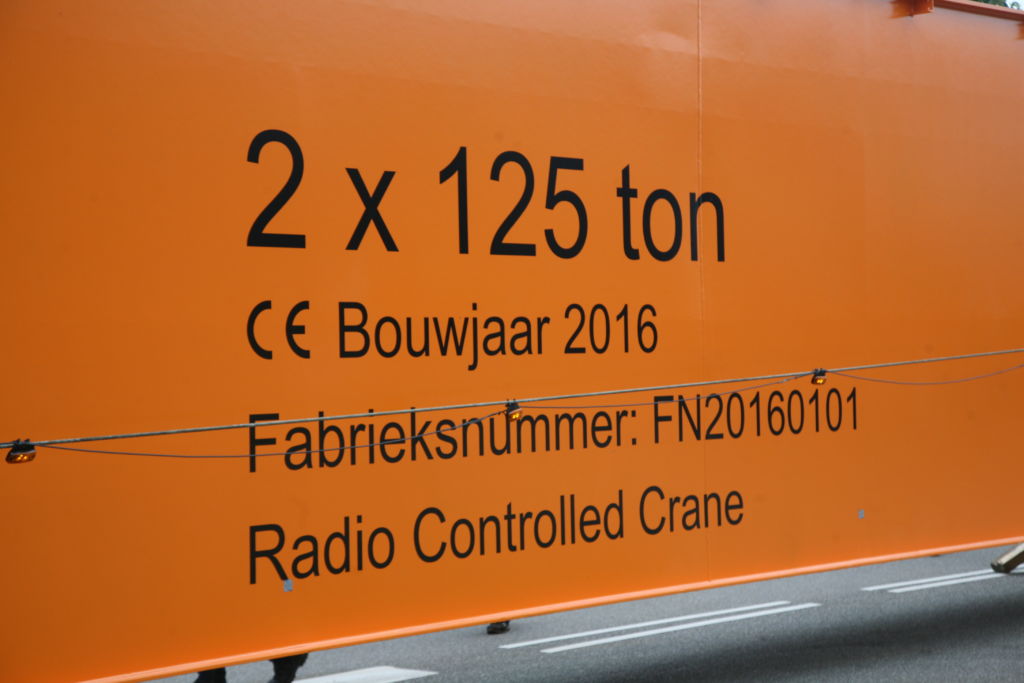 2 x 125 ton
CE Bouwjaar 2016
Fabrieksnummer: FN20160101
Radio Controlled Crane